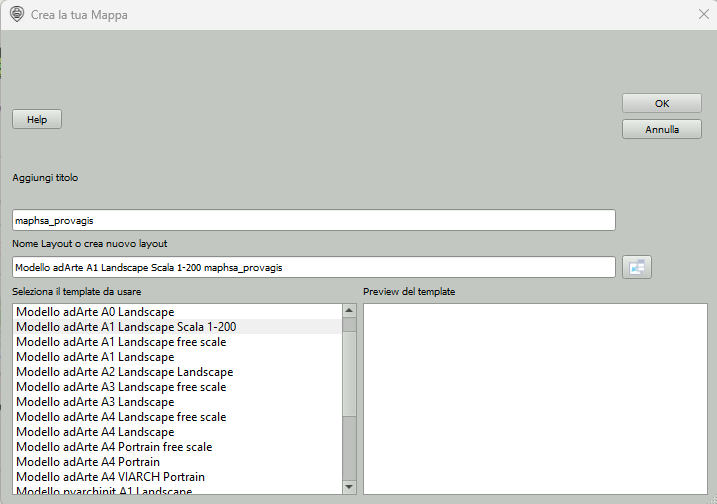 Crea la tua Mappa
OK
Help
Annulla
Aggiungi titolo
maphsa_provagis
Nome Layout o crea nuovo layout
Modello adArte A1 Landscape Scala 1-200 maphsa_provagis
Seleziona il template da usare
Preview del template
Modello adArte A0 Landscape
Modello adArte A1 Landscape Scala 1-200
Modello adArte A1 Landscape free scale
Modello adArte A1 Landscape
Modello adArte A2 Landscape Landscape
Modello adArte A3 Landscape free scale
Modello adArte A3 Landscape
Modello adArte A4 Landscape free scale
Modello adArte A4 Landscape
Modello adArte A4 Portrain free scale
Modello adArte A4 Portrain
Modello adArte A4 VIARCH Portrain
Modello pyarchinit A1 Landscape